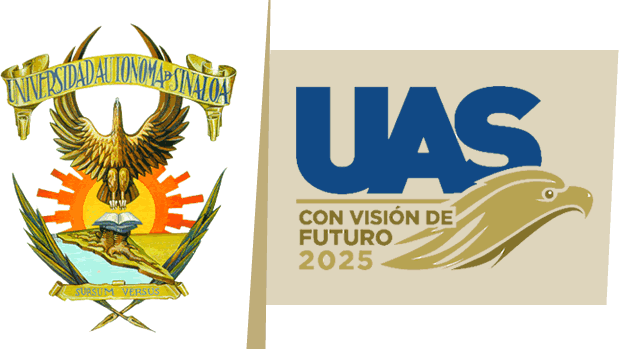 UNIVERSIDAD AUTONOMA DE SINALOA
SURSUM VERSUS
UAS
CON VISIÓN DE
FUTURO
2025